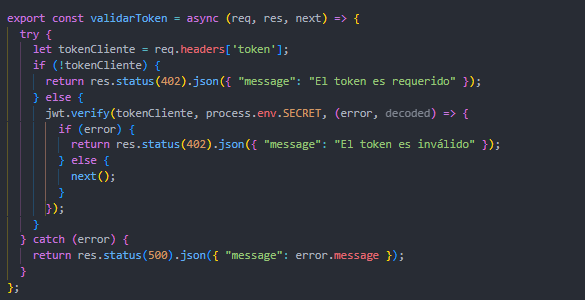 export const validarToken = async (req, res, next) => {
  try {
    let tokenCliente = req.headers['token'];
    if (!tokenCliente) {
      return res.status(402).json({ "message": "El token es requerido" });
    } else {
      jwt.verify(tokenCliente, process.env.SECRET, (error, decoded) => {
        if (error) {
          return res.status(402).json({ "message": "El token es inválido" });
        } else {
          next();
        }
      });
    }
  } catch (error) {
    return res.status(500).json({ "message": error.message });
  }
};